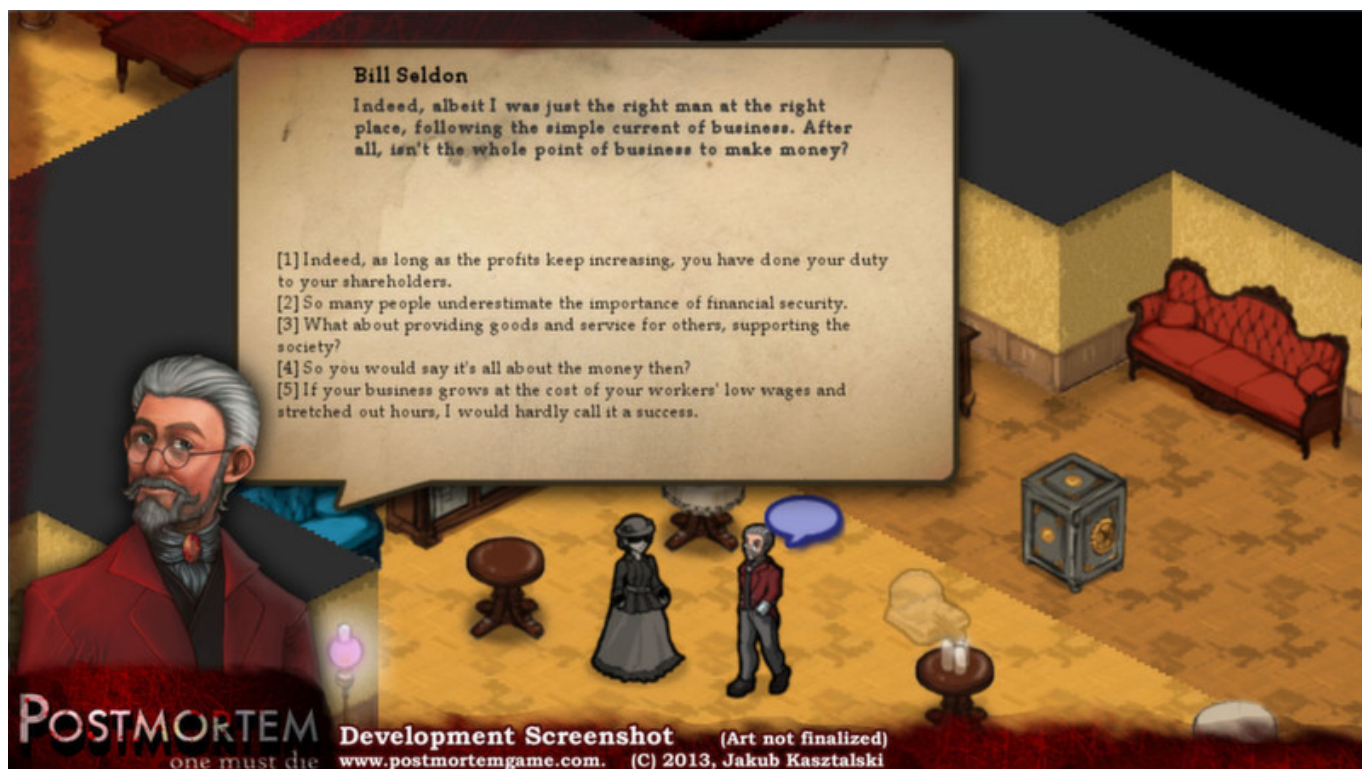 Bill Seldon
Indeed, albeit I was just the right man at the right
place, following the simple current of business. After
all, isn't the whole point of business to make money?
[1] Indeed, as long as the profits keep increasing, you have done your duty
to your shareholders.
[2] So many people underestimate the importance of financial security.
[3] What about providing goods and service for others, supporting the
society?
[4] So you would say it's all about the money then?
[5] If your business grows at the cost of your workers' low wages and
stretched out hours, I would hardly call it a success.
POSTMORTEM
one must die
Development Screenshot (Art not finalized)
www.postmortemgame.com. (C) 2013, Jakub Kasztalski